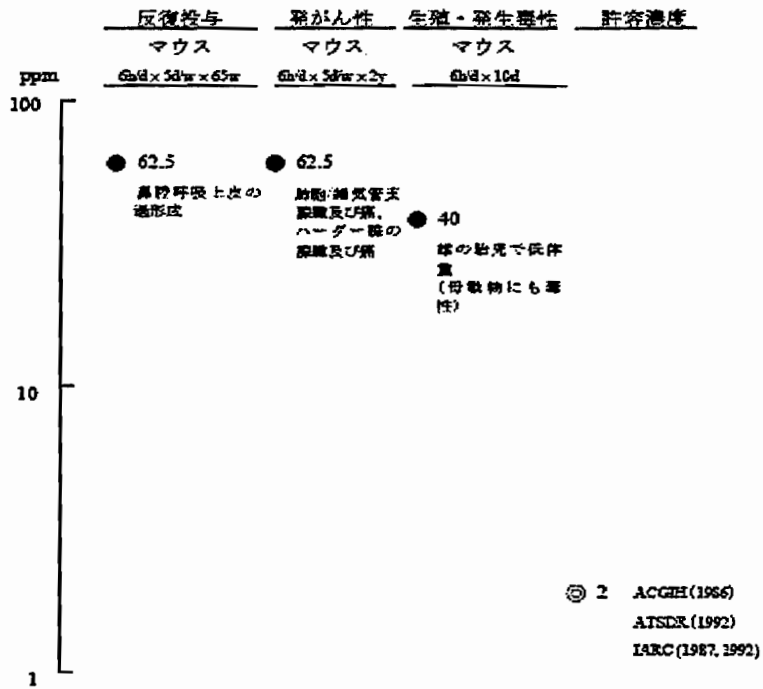 反復投与
発がん性
生殖・発生毒性
許容濃度
マウス
マウス
マウス
ppm
6h/d×5d/w×65w
6h/d×5d/w×2y
6h/d×10d
100
62.5
鼻腔呼吸上皮の
過形成
62.5
肺胞/細気管支
腺腫及び癌、
ハーダー腺の
腺腫及び癌
40
雄の胎児で低体
重
(母動物にも毒
性)
10
2 ACGIH(1986)
ATSDR(1992)
IARC(1987, 1992)
1